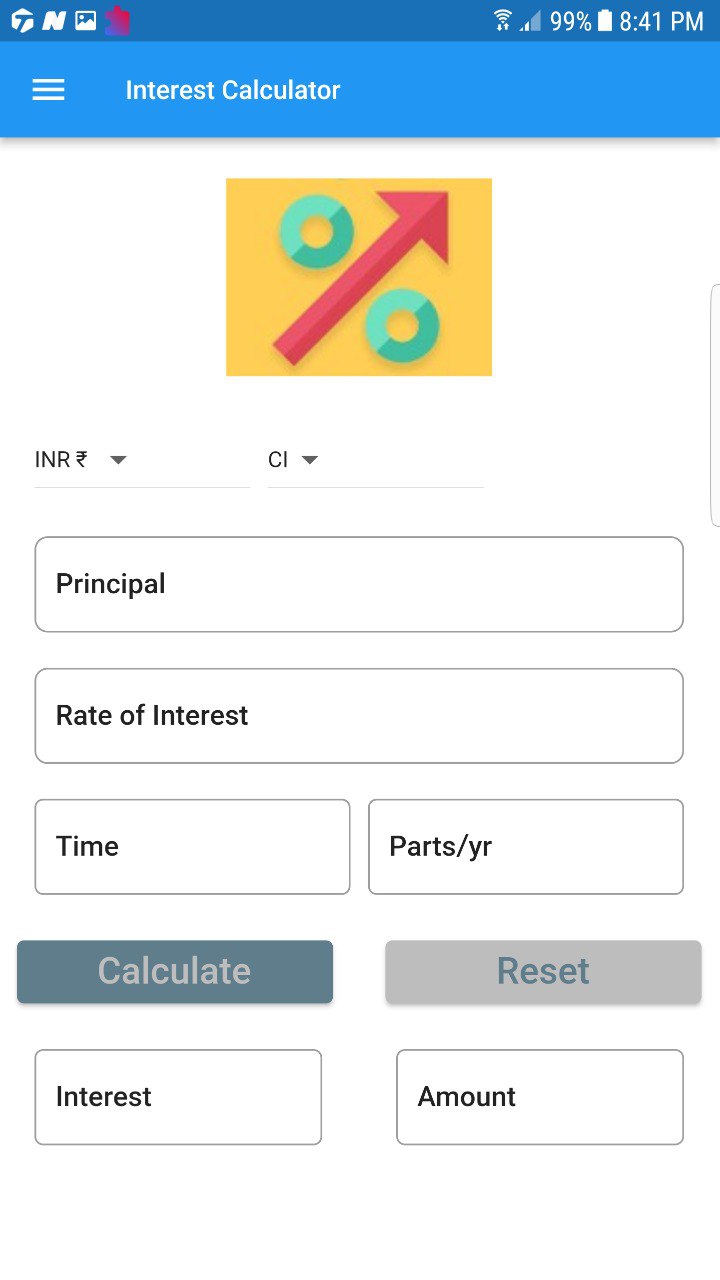 99% 8:41 PM
Interest Calculator
INR ₹ CI
Principal
Rate of Interest
Time Parts/yr
Calculate Reset
Interest Amount